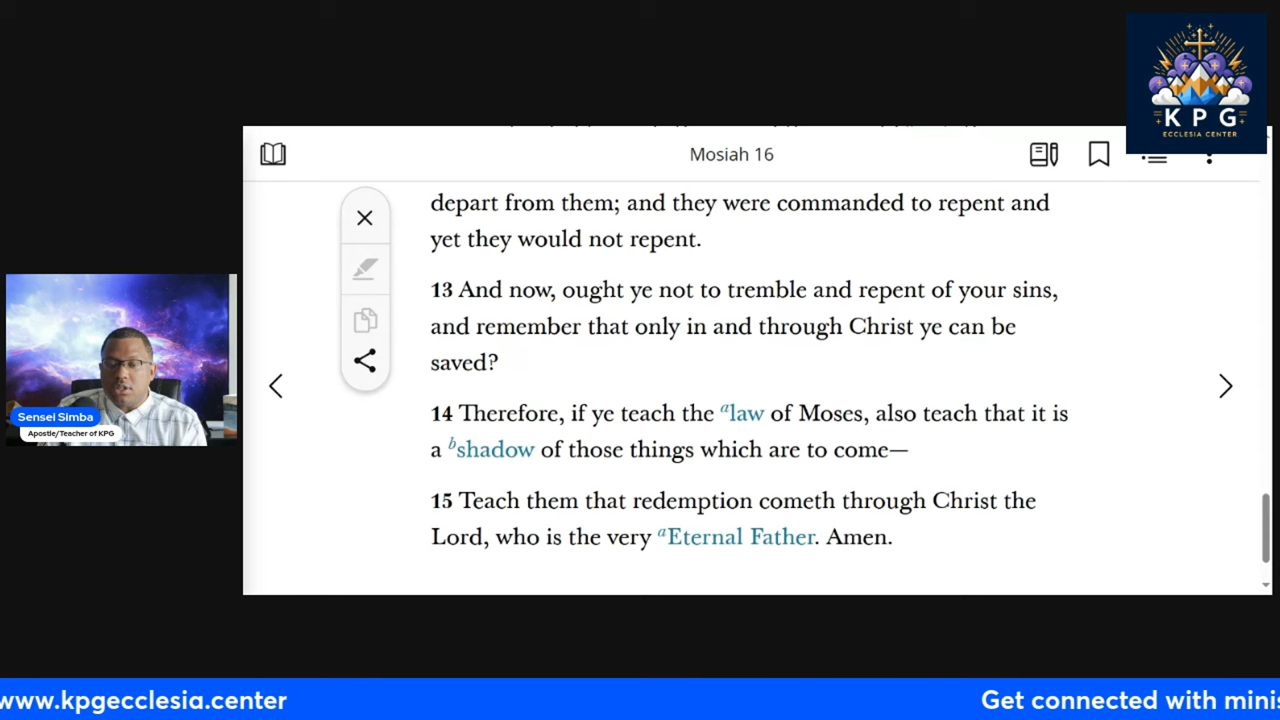 K P G
ECCLESIA CENTER
Mosiah 16
depart from them; and they were commanded to repent and
yet they would not repent.
13 And now, ought ye not to tremble and repent of your sins,
and remember that only in and through Christ ye can be
saved?
14 Therefore, if ye teach the a law of Moses, also teach that it is
a b shadow of those things which are to come—
15 Teach them that redemption cometh through Christ the
Lord, who is the very a Eternal Father. Amen.
Sensei Simba
Apostle/Teacher of KPG
www.kpgecclesia.center
Get connected with minis